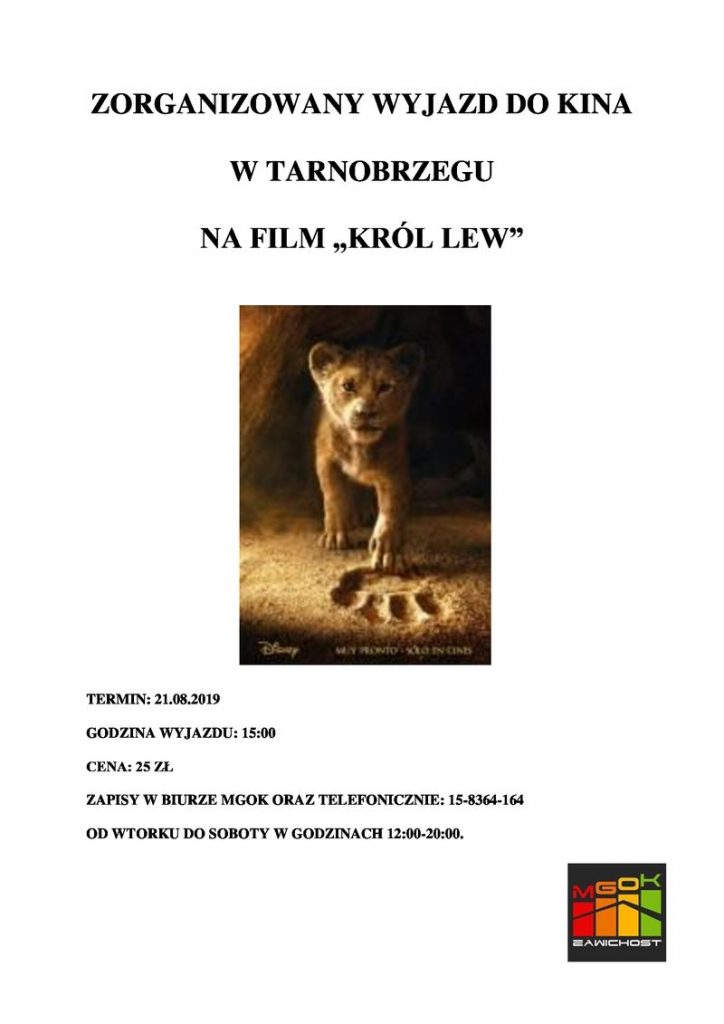 ZORGANIZOWANY WYJAZD DO KINA
W TARNOBRZEGU
NA FILM „KRÓL LEW”
Disney
MUY PRONTO - SÓLO EN CINES
TERMIN: 21.08.2019
GODZINA WYJAZDU: 15:00
CENA: 25 ZŁ
ZAPISY W BIURZE MGOK ORAZ TELEFONICZNIE: 15-8364-164
OD WTORKU DO SOBOTY W GODZINACH 12:00-20:00.
MGOK
ZAWICHOST